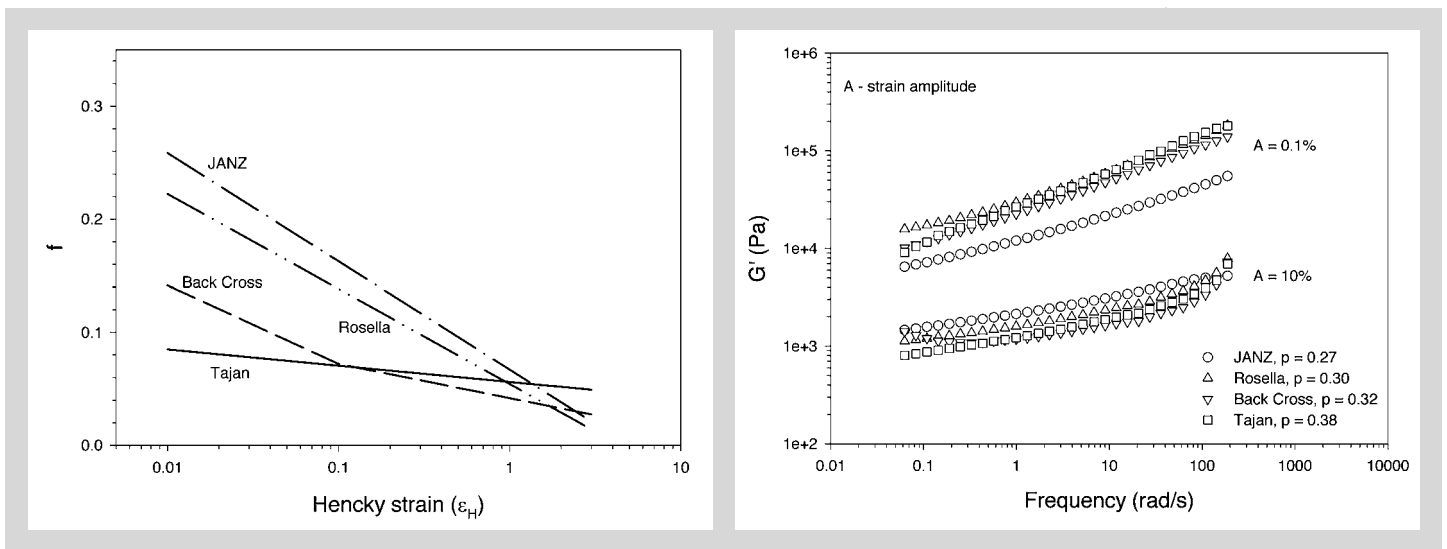 0.3
0.2
0.1
0.0
f
JANZ
Back Cross
Rosella
Tajan
0.01 0.1 1 10
Hencky strain (εH)
1e+6
1e+5
1e+4
1e+3
1e+2
G' (Pa)
A - strain amplitude
A = 0.1%
A = 10%
JANZ, p = 0.27
Rosella, p = 0.30
Back Cross, p = 0.32
Tajan, p = 0.38
0.01 0.1 1 10 100 1000 10000
Frequency (rad/s)